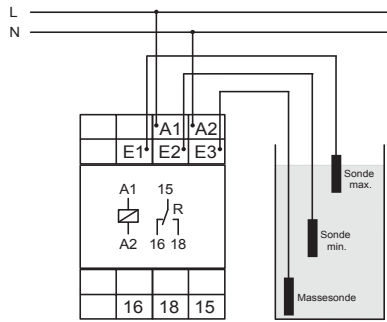 L
N
A1 A2
E1 E2 E3
A1 15
R
A2 16 18
16 18 15
Sonde
max.
Sonde
min.
Massesonde